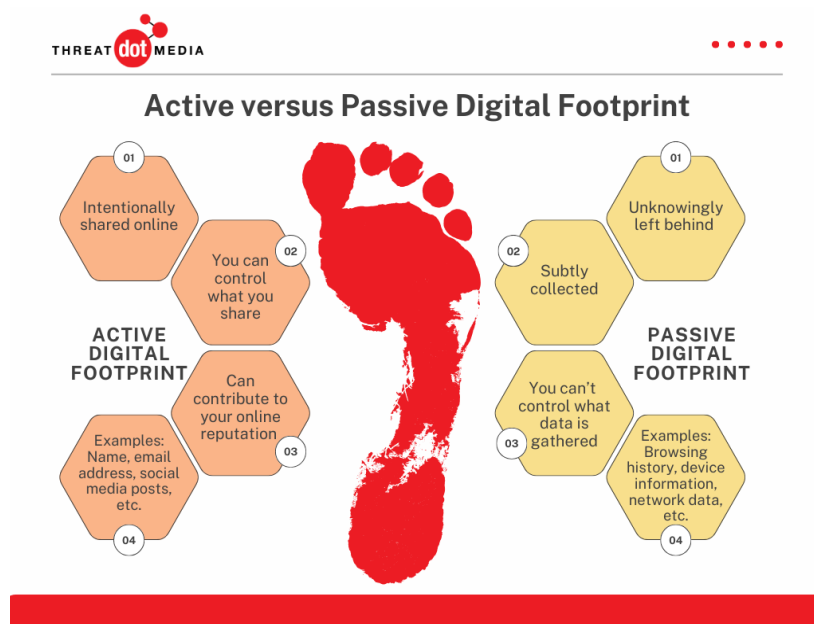 THREAT dot MEDIA
Active versus Passive Digital Footprint
01
Intentionally
shared online
02
You can
control
what you
share
ACTIVE
DIGITAL
FOOTPRINT
Can
contribute to
your online
reputation
03
Examples:
Name, email
address, social
media posts,
etc.
04
01
Unknowingly
left behind
02
Subtly
collected
PASSIVE
DIGITAL
FOOTPRINT
You can’t
control what
data is
gathered
03
Examples:
Browsing
history, device
information,
network data,
etc.
04